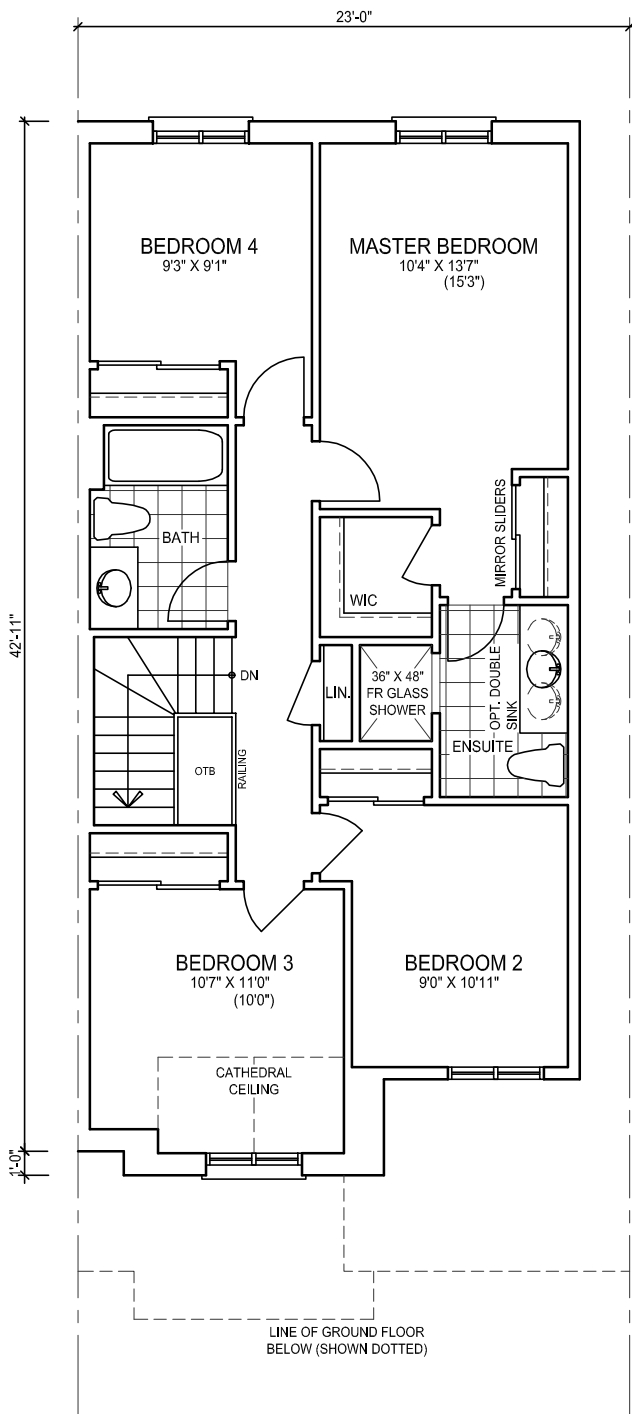 23'-0"
BEDROOM 4
9'3" X 9'1"
MASTER BEDROOM
10'4" X 13'7"
(15'3")
MIRROR SLIDERS
BATH
WIC
42'-11"
DN
LIN.
36" X 48"
FR GLASS
SHOWER
OPT. DOUBLE
SINK
ENSUITE
OTB
RAILING
BEDROOM 3
10'7" X 11'0"
(10'0")
BEDROOM 2
9'0" X 10'11"
CATHEDRAL
CEILING
1'-0"
LINE OF GROUND FLOOR
BELOW (SHOWN DOTTED)